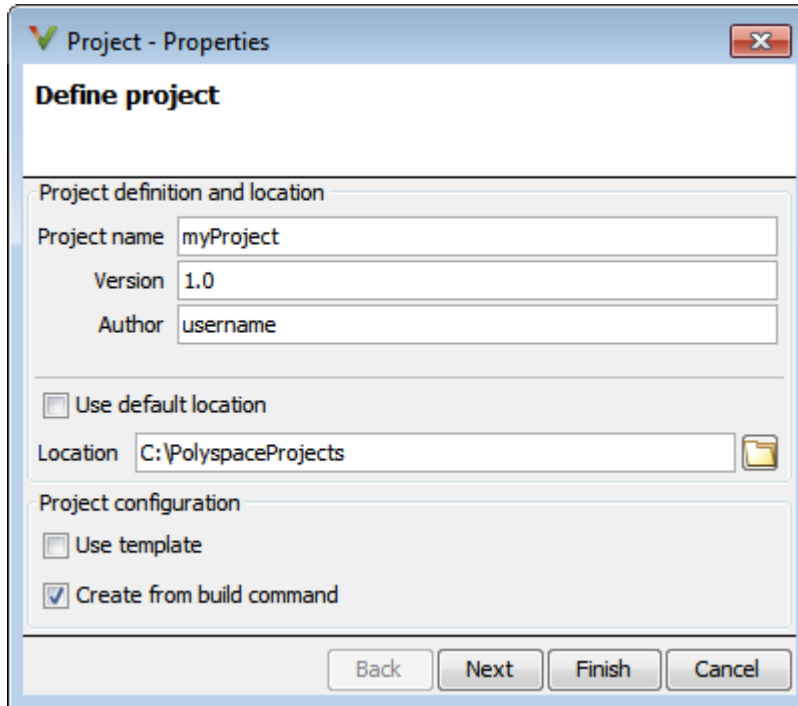 Project - Properties
Define project
Project definition and location
Project name myProject
Version 1.0
Author username
Use default location
Location C:\PolyspaceProjects
Project configuration
Use template
Create from build command
Back Next Finish Cancel